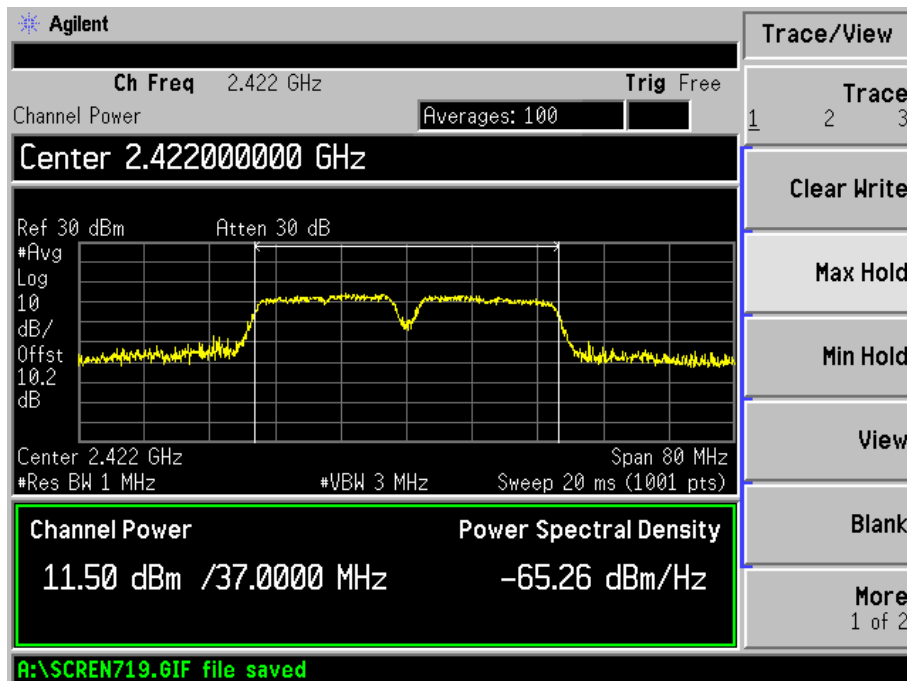 Agilent
Trace/View
Ch Freq 2.422 GHz Trig Free
Channel Power Averages: 100
Center 2.422000000 GHz
Ref 30 dBm Atten 30 dB
#Avg
Log
10
dB/
Offst
10.2
dB
Center 2.422 GHz Span 80 MHz
#Res BW 1 MHz #VBW 3 MHz Sweep 20 ms (1001 pts)
Channel Power Power Spectral Density
11.50 dBm /37.0000 MHz -65.26 dBm/Hz
A:\SCREN719.GIF file saved
Trace
1 2 3
Clear Write
Max Hold
Min Hold
View
Blank
More
1 of 2